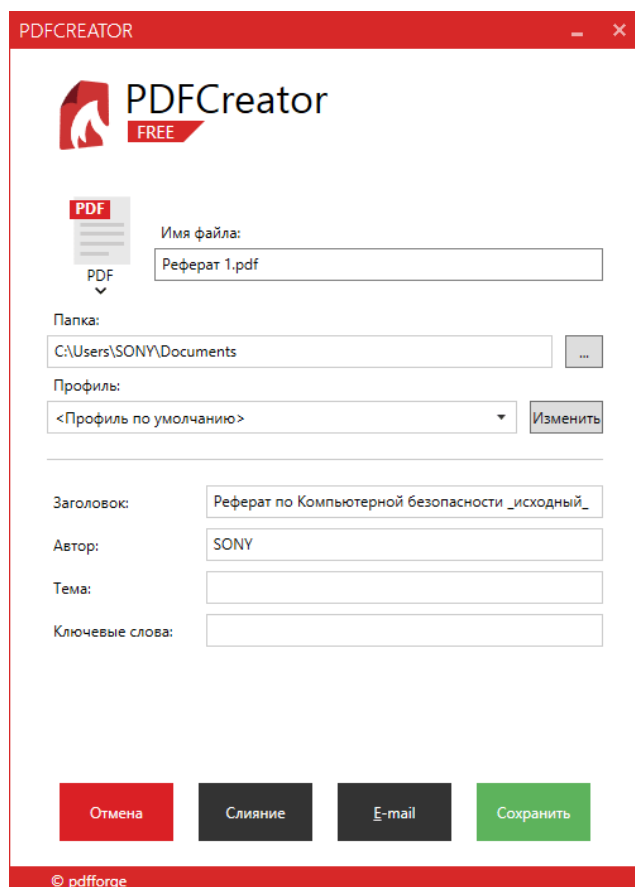 PDFCREATOR
PDFCreator
FREE
PDF
Имя файла:
Реферат 1.pdf
PDF
Папка:
C:\Users\SONY\Documents
...
Профиль:
<Профиль по умолчанию>
Изменить
Заголовок:
Реферат по Компьютерной безопасности _исходный_
Автор:
SONY
Тема:
Ключевые слова:
Отмена
Слияние
E-mail
Сохранить
© pdfforge